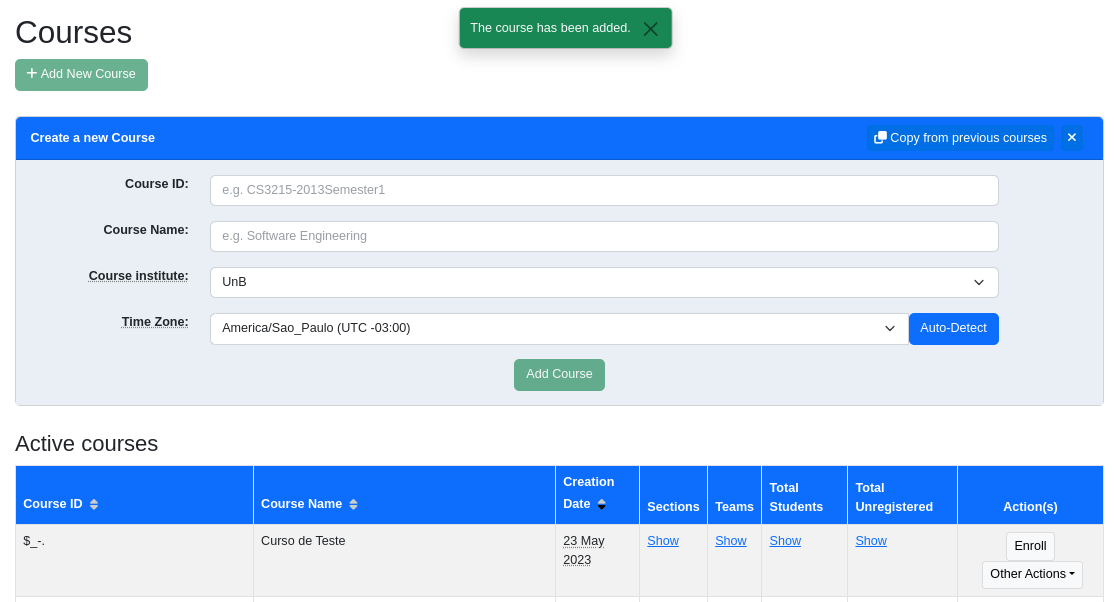 Courses
The course has been added.
Add New Course
Create a new Course
Copy from previous courses
Course ID:
e.g. CS3215-2013Semester1
Course Name:
e.g. Software Engineering
Course institute:
UnB
Time Zone:
America/Sao_Paulo (UTC -03:00)
Auto-Detect
Add Course
Active courses
Course ID
Course Name
Creation
Date
Sections
Teams
Total
Students
Total
Unregistered
Action(s)
$_-.
Curso de Teste
23 May
2023
Show
Show
Show
Show
Enroll
Other Actions